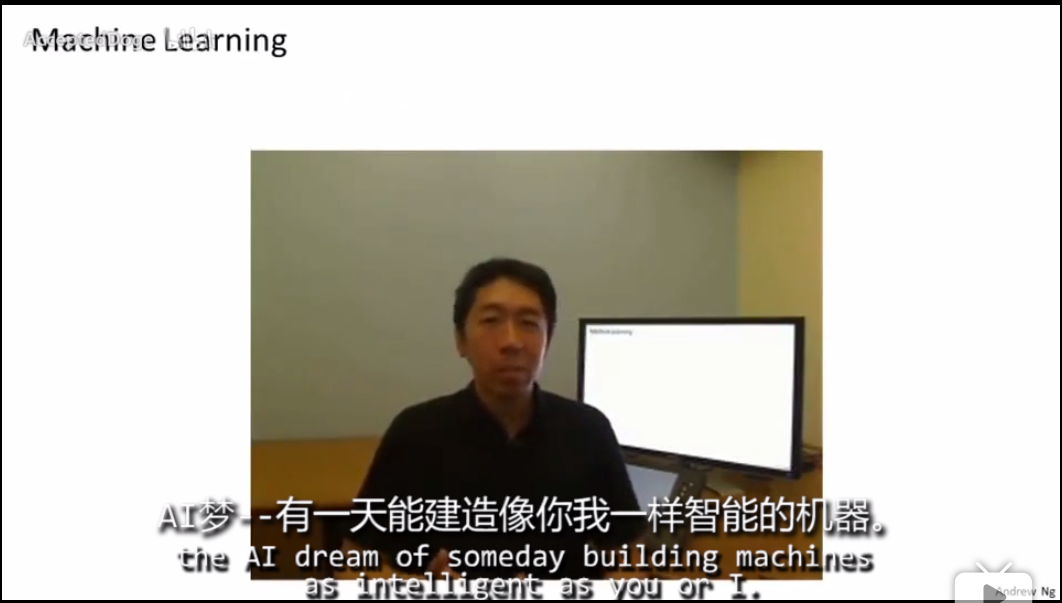 Machine Learning
Machine Learning
AI梦--有一天能建造像你我一样智能的机器。
the AI dream of someday building machines
as intelligent as you or I.
Andrew Ng